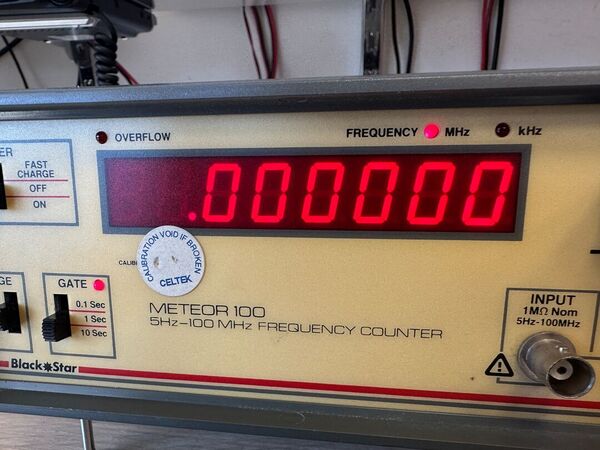 OVERFLOW
FREQUENCY MHz kHz
FAST
CHARGE
OFF
ON
.000000
CALIBRATION VOID IF BROKEN
CELTEK
GATE
0.1 Sec
1 Sec
10 Sec
METEOR 100
5Hz-100 MHz FREQUENCY COUNTER
INPUT
1MΩ Nom
5Hz-100MHz
Black Star